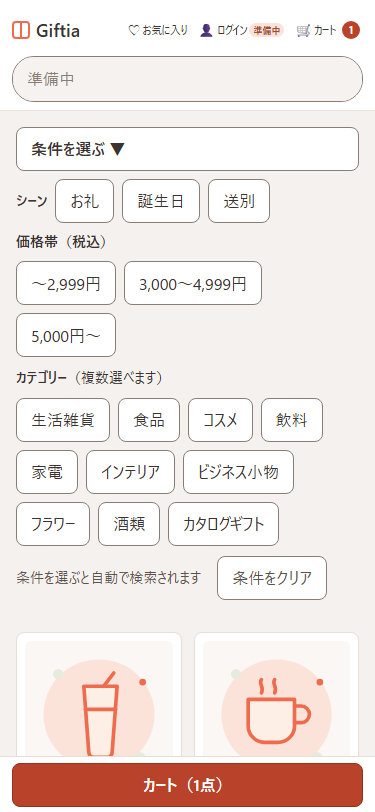 Giftia
♡ お気に入り ログイン 準備中 カート 1
準備中
条件を選ぶ ▼
シーン お礼 誕生日 送別
価格帯（税込）
～2,999円 3,000～4,999円
5,000円～
カテゴリー（複数選べます）
生活雑貨 食品 コスメ 飲料
家電 インテリア ビジネス小物
フラワー 酒類 カタログギフト
条件を選ぶと自動で検索されます 条件をクリア
カート（1点）